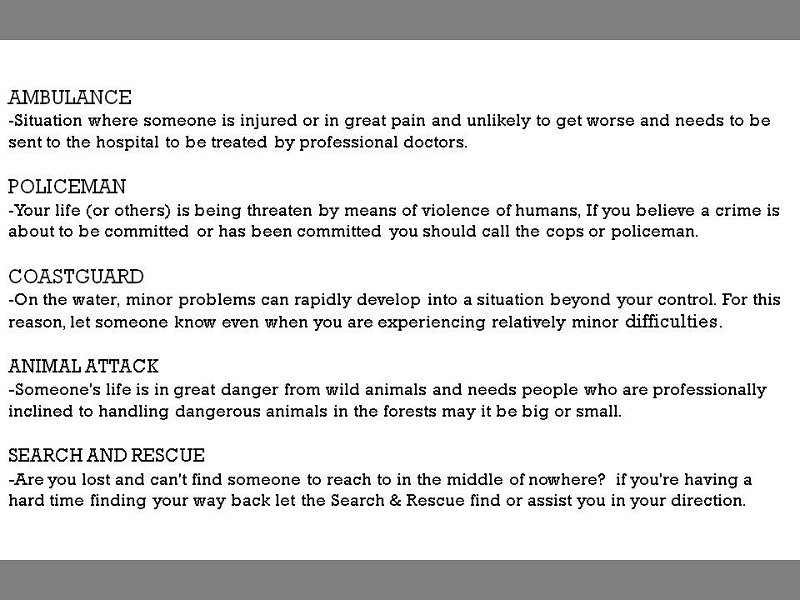 AMBULANCE
-Situation where someone is injured or in great pain and unlikely to get worse and needs to be
sent to the hospital to be treated by professional doctors.
POLICEMAN
-Your life (or others) is being threaten by means of violence of humans, If you believe a crime is
about to be committed or has been committed you should call the cops or policeman.
COASTGUARD
-On the water, minor problems can rapidly develop into a situation beyond your control. For this
reason, let someone know even when you are experiencing relatively minor difficulties.
ANIMAL ATTACK
-Someone's life is in great danger from wild animals and needs people who are professionally
inclined to handling dangerous animals in the forests may it be big or small.
SEARCH AND RESCUE
-Are you lost and can't find someone to reach to in the middle of nowhere?  if you're having a
hard time finding your way back let the Search & Rescue find or assist you in your direction.